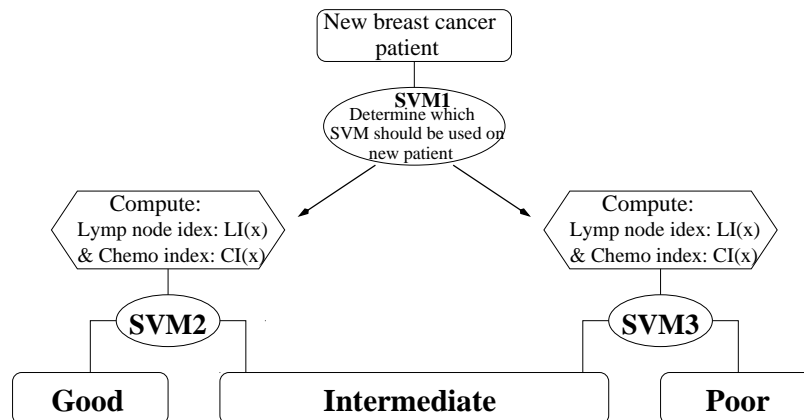 New breast cancer
patient
SVM1
Determine which
SVM should be used on
new patient
Compute:
Lymp node idex: LI(x)
& Chemo index: CI(x)
Compute:
Lymp node idex: LI(x)
& Chemo index: CI(x)
SVM2
SVM3
Good
Intermediate
Poor